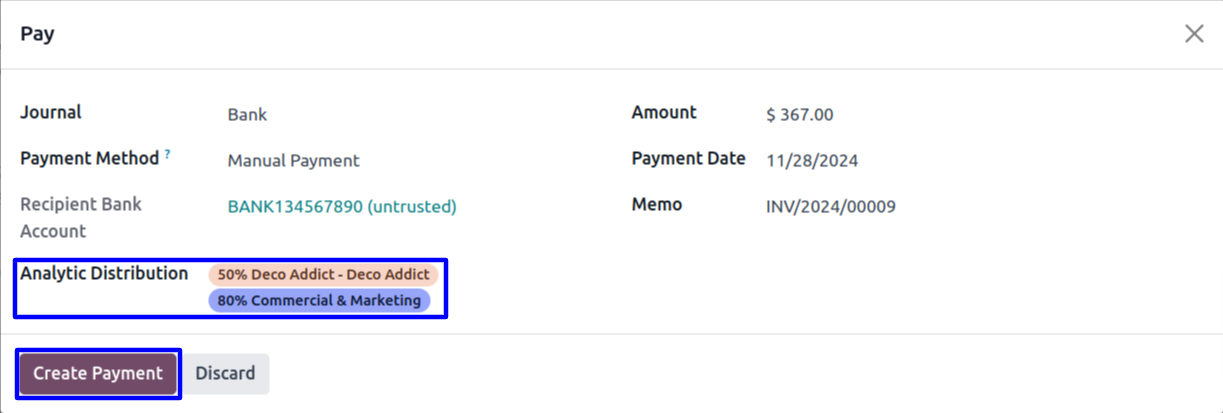 Pay
Journal Bank Amount $ 367.00
Payment Method ? Manual Payment Payment Date 11/28/2024
Recipient Bank Account BANK134567890 (untrusted) Memo INV/2024/00009
Analytic Distribution 50% Deco Addict - Deco Addict
80% Commercial & Marketing
Create Payment Discard